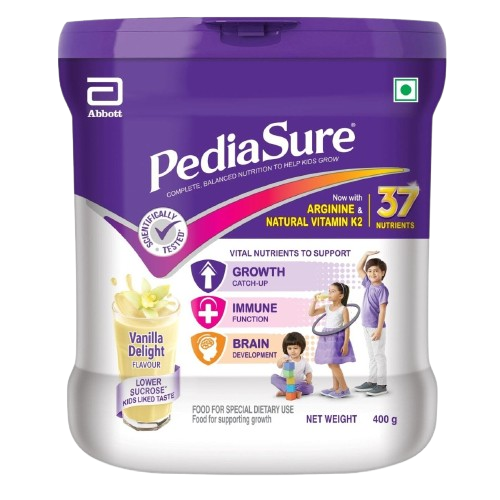 Abbott
PediaSure®
COMPLETE, BALANCED NUTRITION TO HELP KIDS GROW
SCIENTIFICALLY
TESTED
Now with
ARGININE &
NATURAL VITAMIN K2
37
NUTRIENTS
VITAL NUTRIENTS TO SUPPORT
GROWTH
CATCH-UP
IMMUNE
FUNCTION
BRAIN
DEVELOPMENT
Vanilla
Delight
FLAVOUR
LOWER
SUCROSE
KIDS LIKED TASTE
FOOD FOR SPECIAL DIETARY USE
Food for supporting growth
NET WEIGHT 400 g